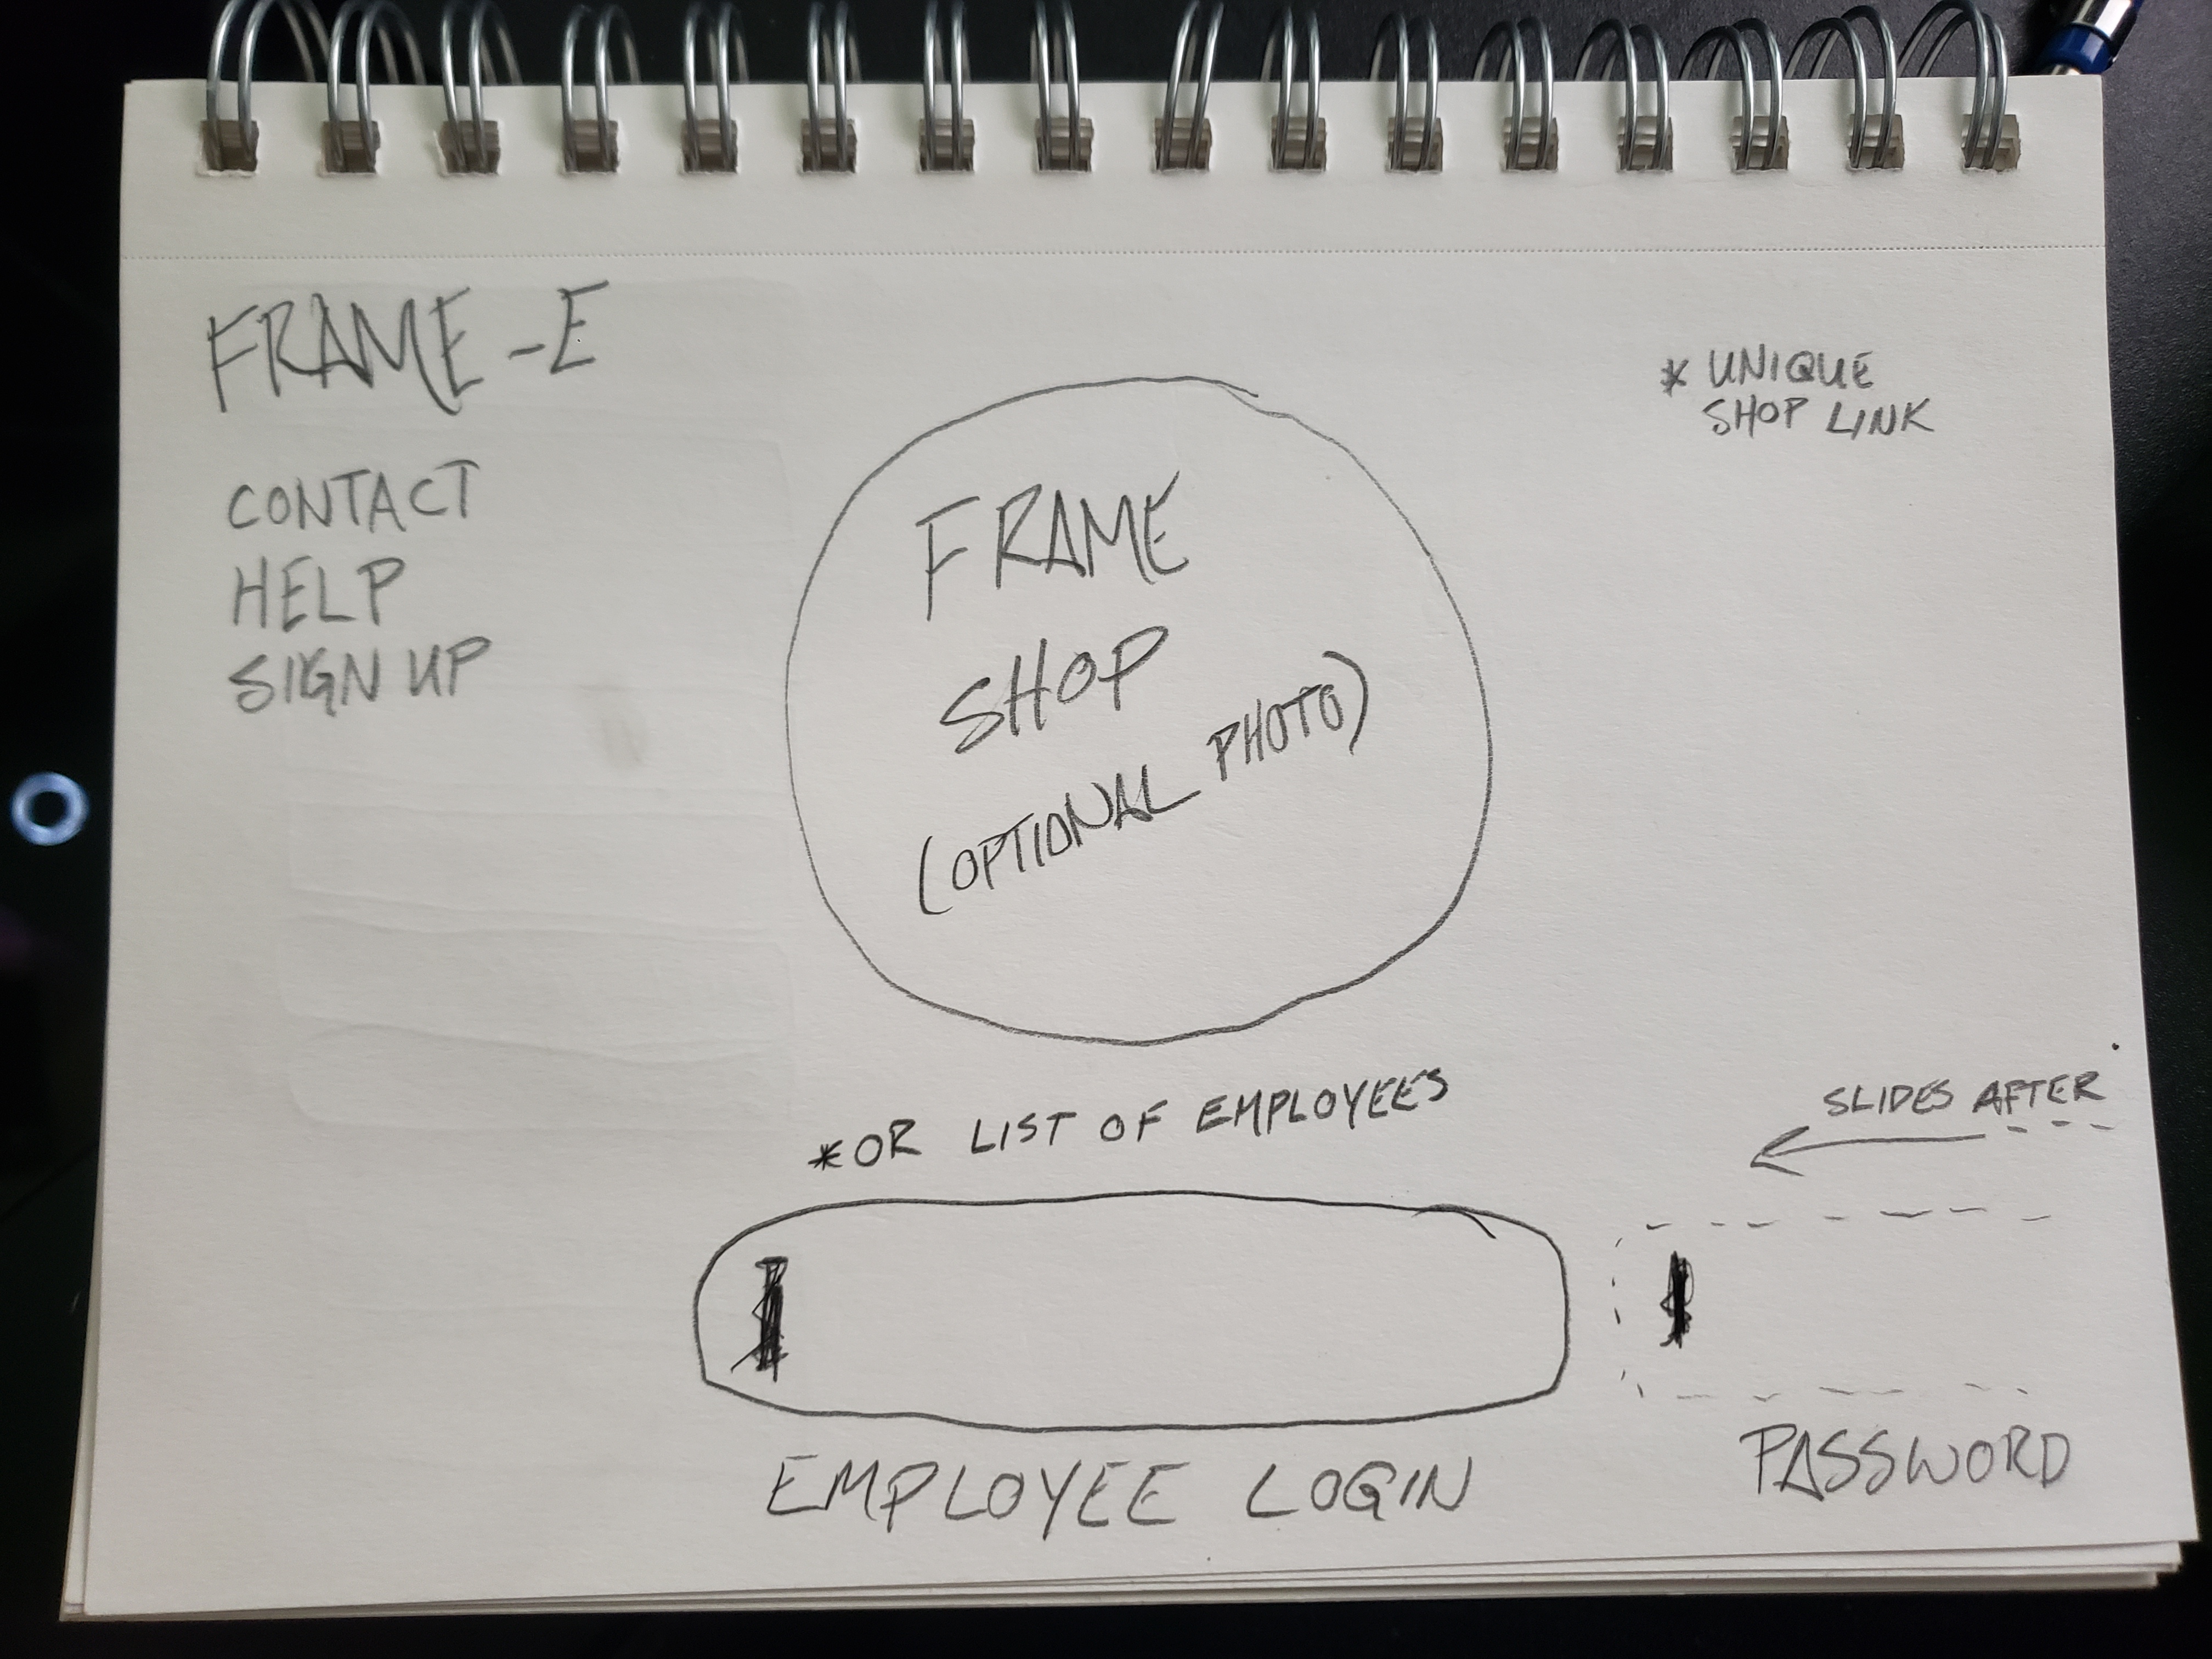 FRAME-E
* UNIQUE
SHOP LINK
CONTACT
HELP
SIGN UP
FRAME
SHOP
(OPTIONAL PHOTO)
*OR LIST OF EMPLOYEES
SLIDES AFTER
EMPLOYEE LOGIN
PASSWORD